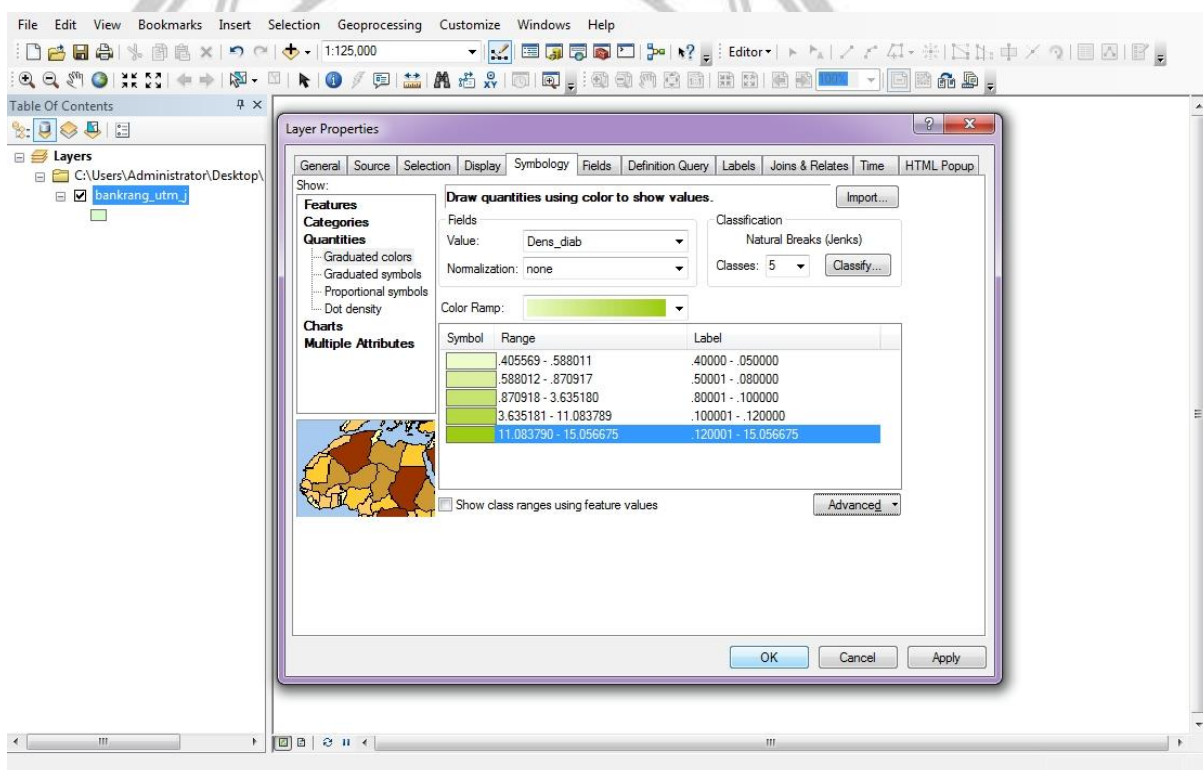 File Edit View Bookmarks Insert Selection Geoprocessing Customize Windows Help
1:125,000 Editor
100%
Table Of Contents
Layers
C:\Users\Administrator\Desktop\
bankrang_utm_j
Layer Properties
General Source Selection Display Symbology Fields Definition Query Labels Joins & Relates Time HTML Popup
Show:
Features
Categories
Quantities
Graduated colors
Graduated symbols
Proportional symbols
Dot density
Charts
Multiple Attributes
Draw quantities using color to show values.
Import...
Fields
Value: Dens_diab
Normalization: none
Classification
Natural Breaks (Jenks)
Classes: 5 Classify...
Color Ramp:
Symbol Range Label
.405569 - .588011 .40000 - .050000
.588012 - .870917 .50001 - .080000
.870918 - 3.635180 .80001 - .100000
3.635181 - 11.083789 .100001 - .120000
11.083790 - 15.056675 .120001 - 15.056675
Show class ranges using feature values
Advanced
OK Cancel Apply